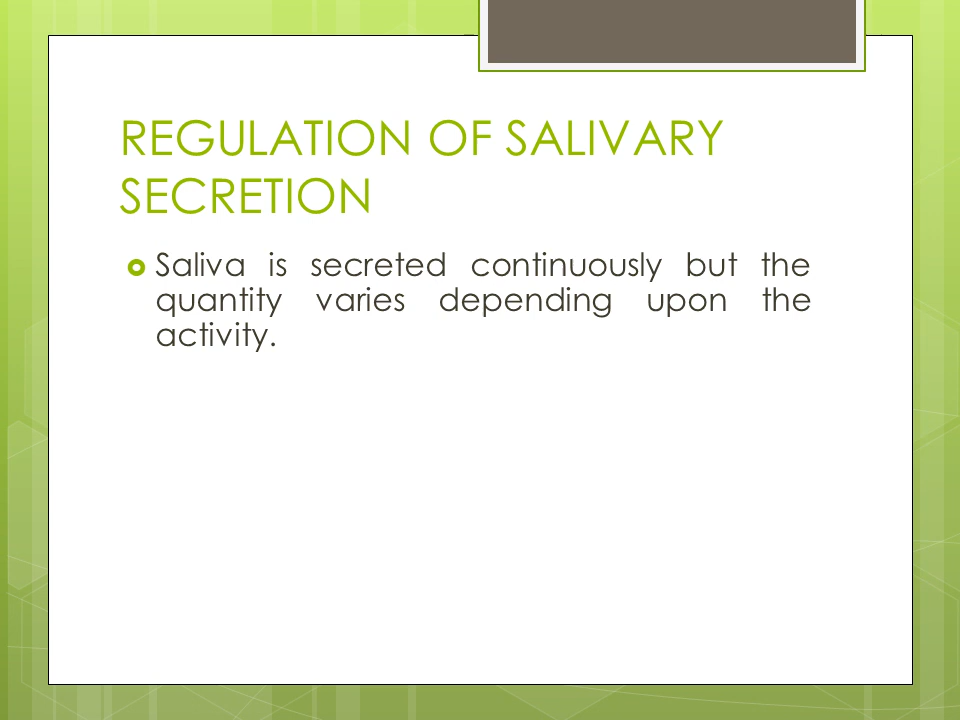 REGULATION OF SALIVARY
SECRETION
Saliva is secreted continuously but the
quantity varies depending upon the
activity.